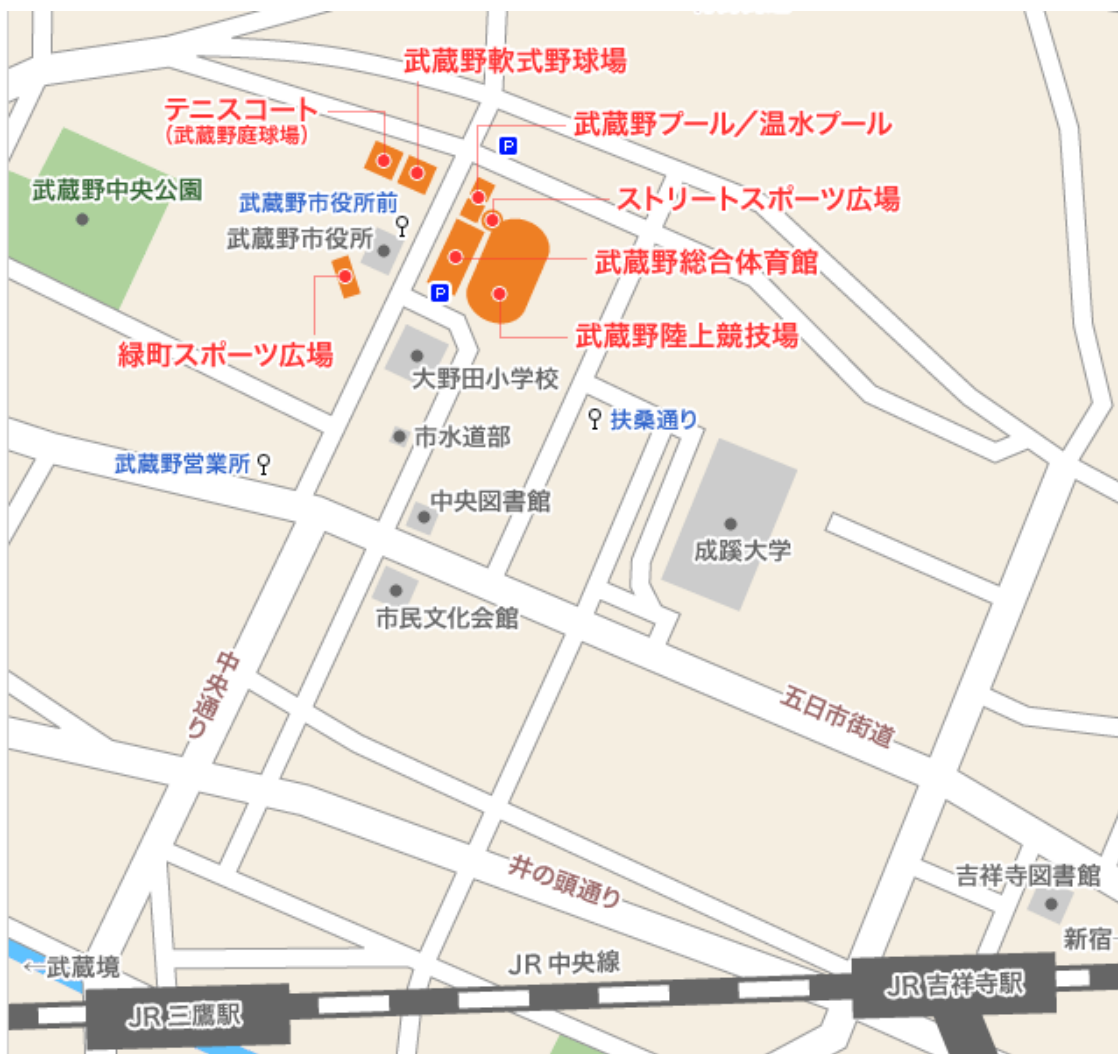 武蔵野軟式野球場
テニスコート
(武蔵野庭球場)
武蔵野プール／温水プール
P
武蔵野中央公園
武蔵野市役所前
ストリートスポーツ広場
武蔵野市役所
武蔵野総合体育館
P
武蔵野陸上競技場
緑町スポーツ広場
大野田小学校
扶桑通り
市水道部
武蔵野営業所
中央図書館
成蹊大学
市民文化会館
中央通り
五日市街道
井の頭通り
吉祥寺図書館
新宿
←武蔵境
JR 中央線
JR 吉祥寺駅
JR 三鷹駅